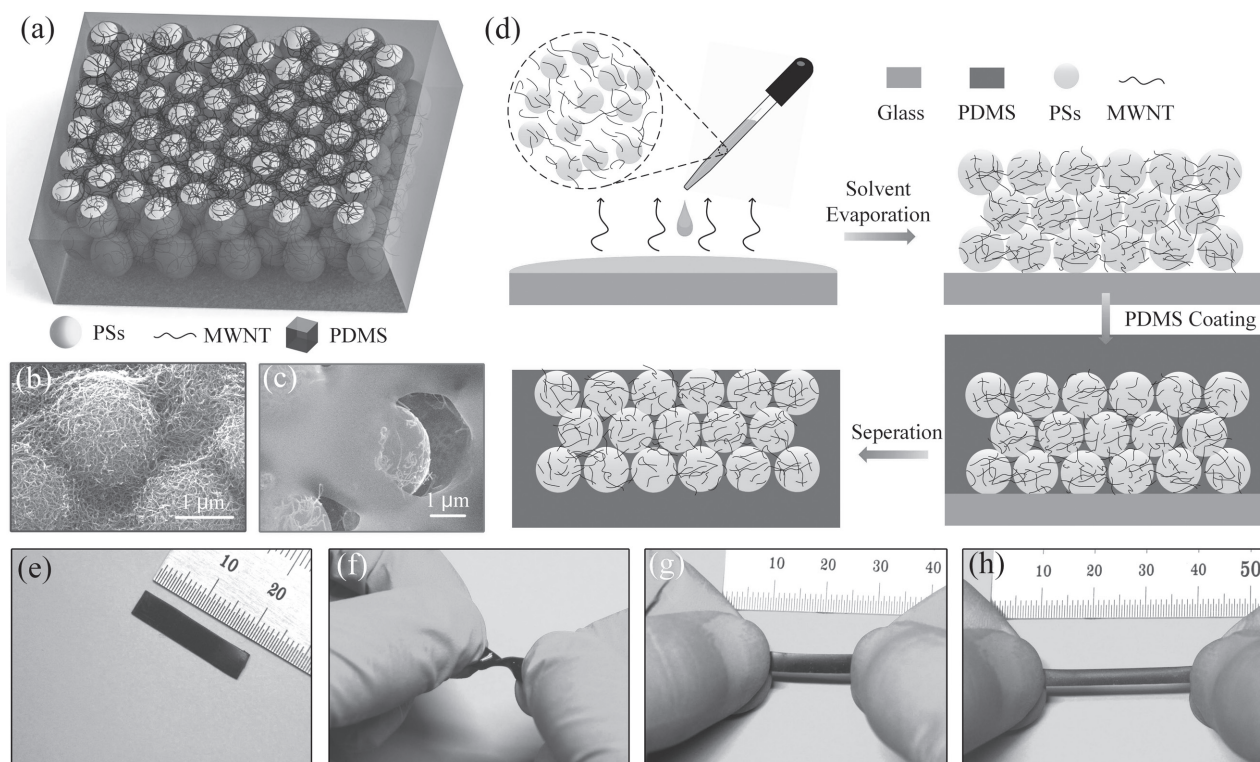 (a)
PSs
MWNT
PDMS
(b)
1 μm
(c)
1 μm
(d)
Glass
PDMS
PSs
MWNT
Solvent
Evaporation
PDMS Coating
Seperation
(e)
10
20
(f)
(g)
10
20
30
40
(h)
10
20
30
40
50